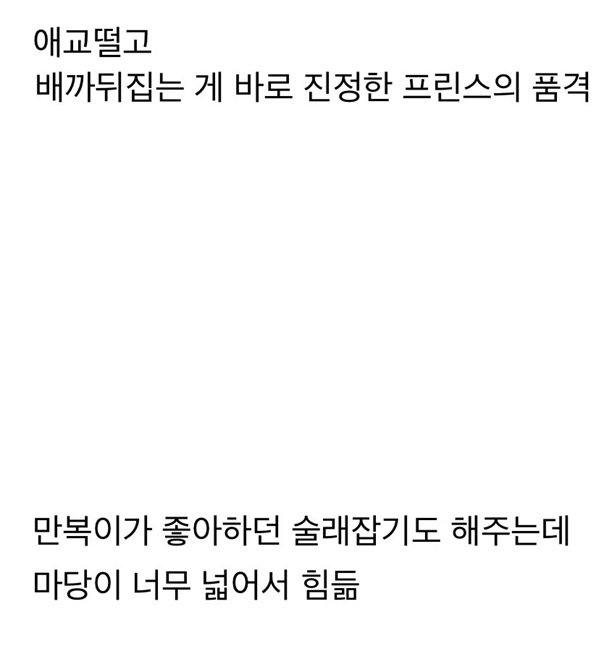 애교떨고
배까뒤집는 게 바로 진정한 프린스의 품격
만복이가 좋아하던 술래잡기도 해주는데
마당이 너무 넓어서 힘듦